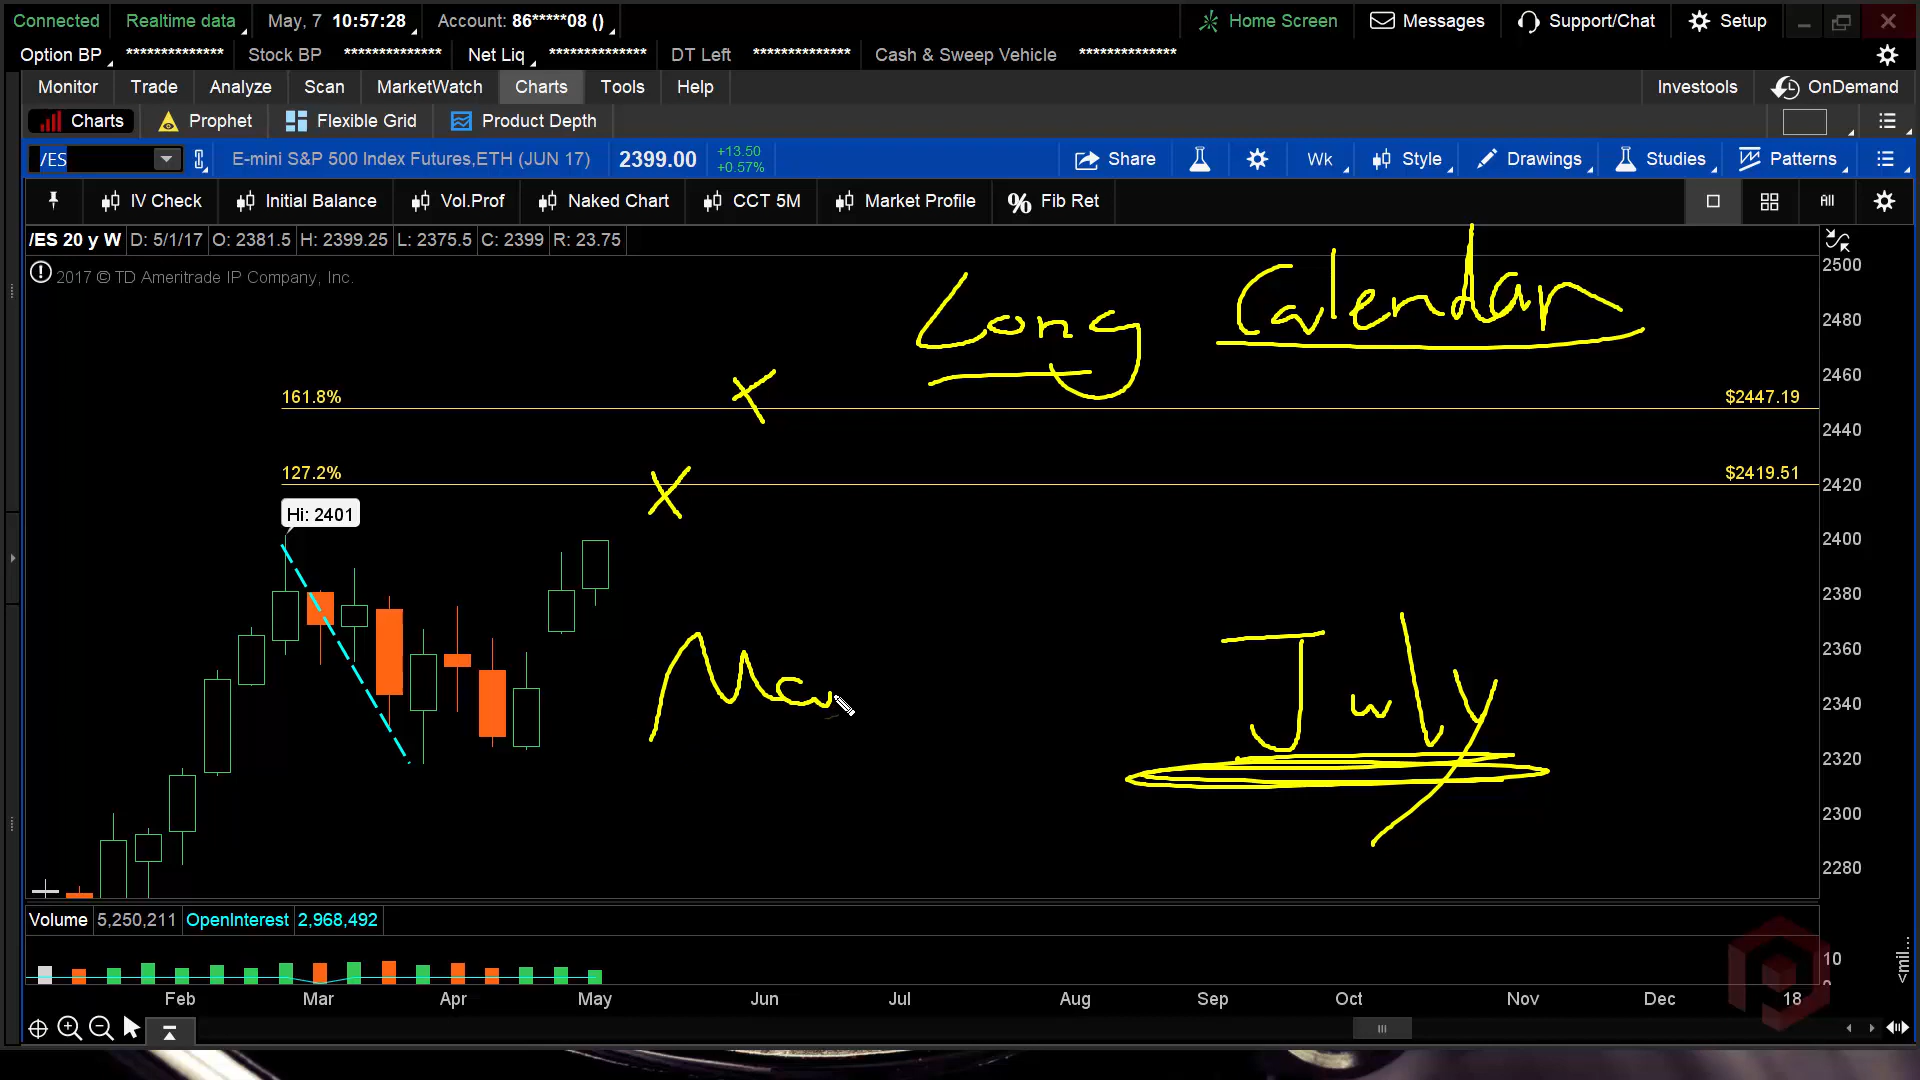 Connected Realtime data May, 7 10:57:28 Account: 86*****08 () Home Screen Messages Support/Chat Setup
Option BP ************* Stock BP ************* Net Liq ************* DT Left ************* Cash & Sweep Vehicle *************
Monitor Trade Analyze Scan MarketWatch Charts Tools Help Investools OnDemand
Charts Prophet Flexible Grid Product Depth
/ES E-mini S&P 500 Index Futures,ETH (JUN 17) 2399.00 +13.50 +0.57% Share Wk Style Drawings Studies Patterns
IV Check Initial Balance Vol.Prof Naked Chart CCT 5M Market Profile Fib Ret All
/ES 20 y W D: 5/1/17 O: 2381.5 H: 2399.25 L: 2375.5 C: 2399 R: 23.75
2017 © TD Ameritrade IP Company, Inc.
2500
Long Calendar
2480
2460
X
161.8% $2447.19
2440
127.2% $2419.51
X
2420
Hi: 2401
2400
2380
2360
July
2340
2320
2300
2280
Volume 5,250,211 OpenInterest 2,968,492
10
<mil...
Feb Mar Apr May Jun Jul Aug Sep Oct Nov Dec 18